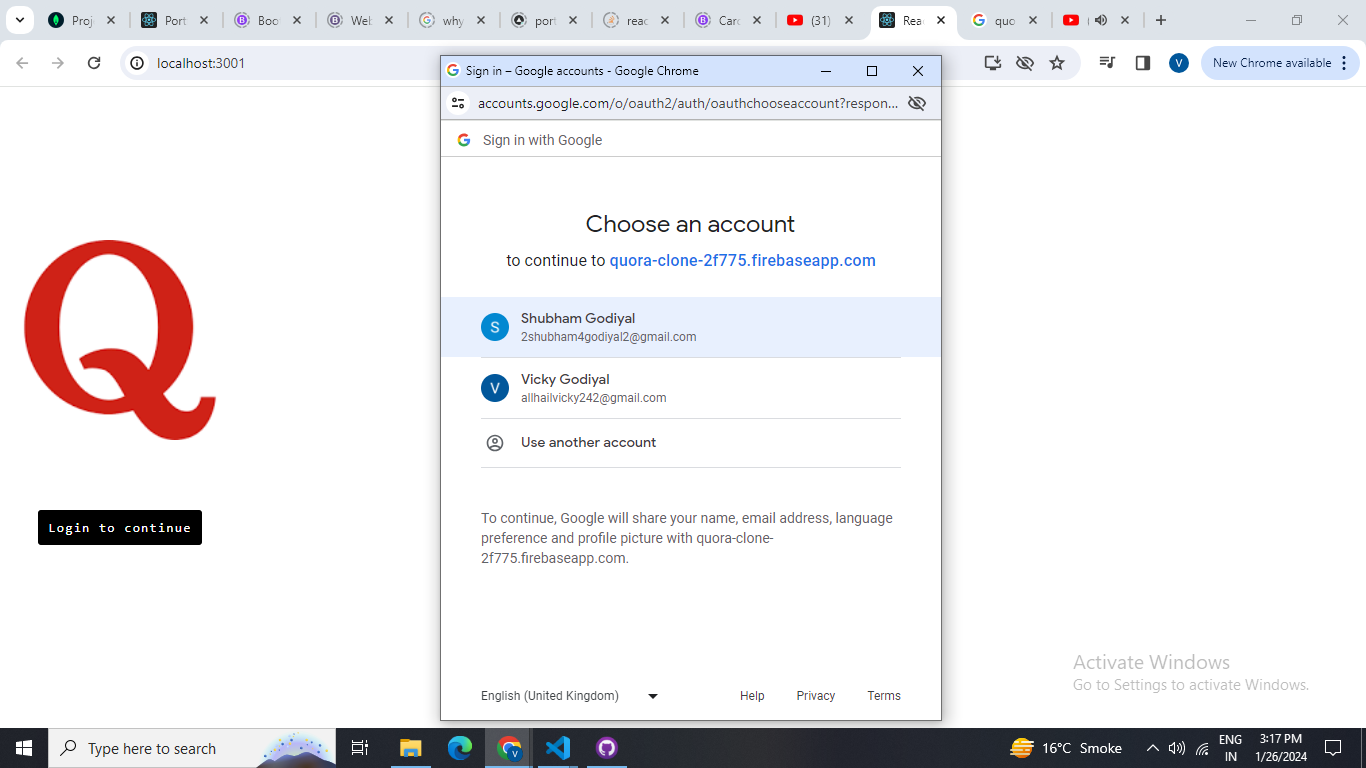 Proj
Port
Boo
Web
why
port
reac
Card
(31)
Rea
quo
localhost:3001
V
New Chrome available
Sign in – Google accounts - Google Chrome
accounts.google.com/o/oauth2/auth/oauthchooseaccount?respon...
Sign in with Google
Choose an account
to continue to quora-clone-2f775.firebaseapp.com
S
Shubham Godiyal
2shubham4godiyal2@gmail.com
V
Vicky Godiyal
allhailvicky242@gmail.com
Use another account
To continue, Google will share your name, email address, language
preference and profile picture with quora-clone-
2f775.firebaseapp.com.
English (United Kingdom)
Help
Privacy
Terms
Q
Login to continue
Activate Windows
Go to Settings to activate Windows.
Type here to search
V
16°C Smoke
ENG
IN
3:17 PM
1/26/2024